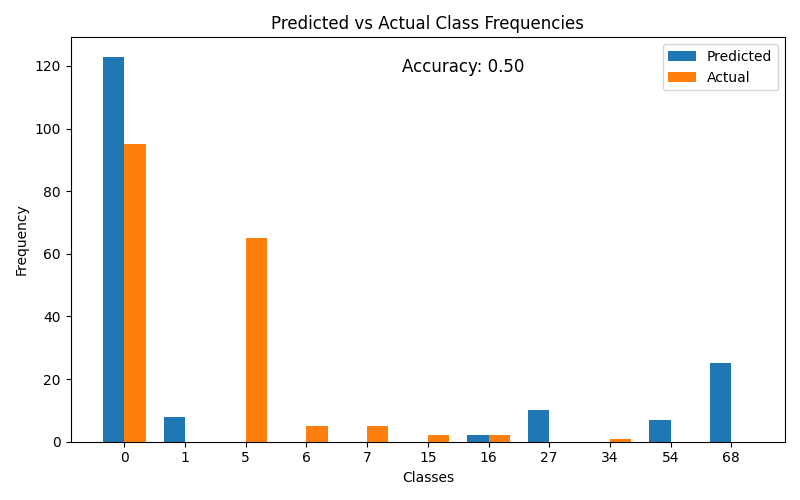 Predicted vs Actual Class Frequencies
Accuracy: 0.50
Predicted
Actual
Frequency
120
100
80
60
40
20
0
0 1 5 6 7 15 16 27 34 54 68
Classes